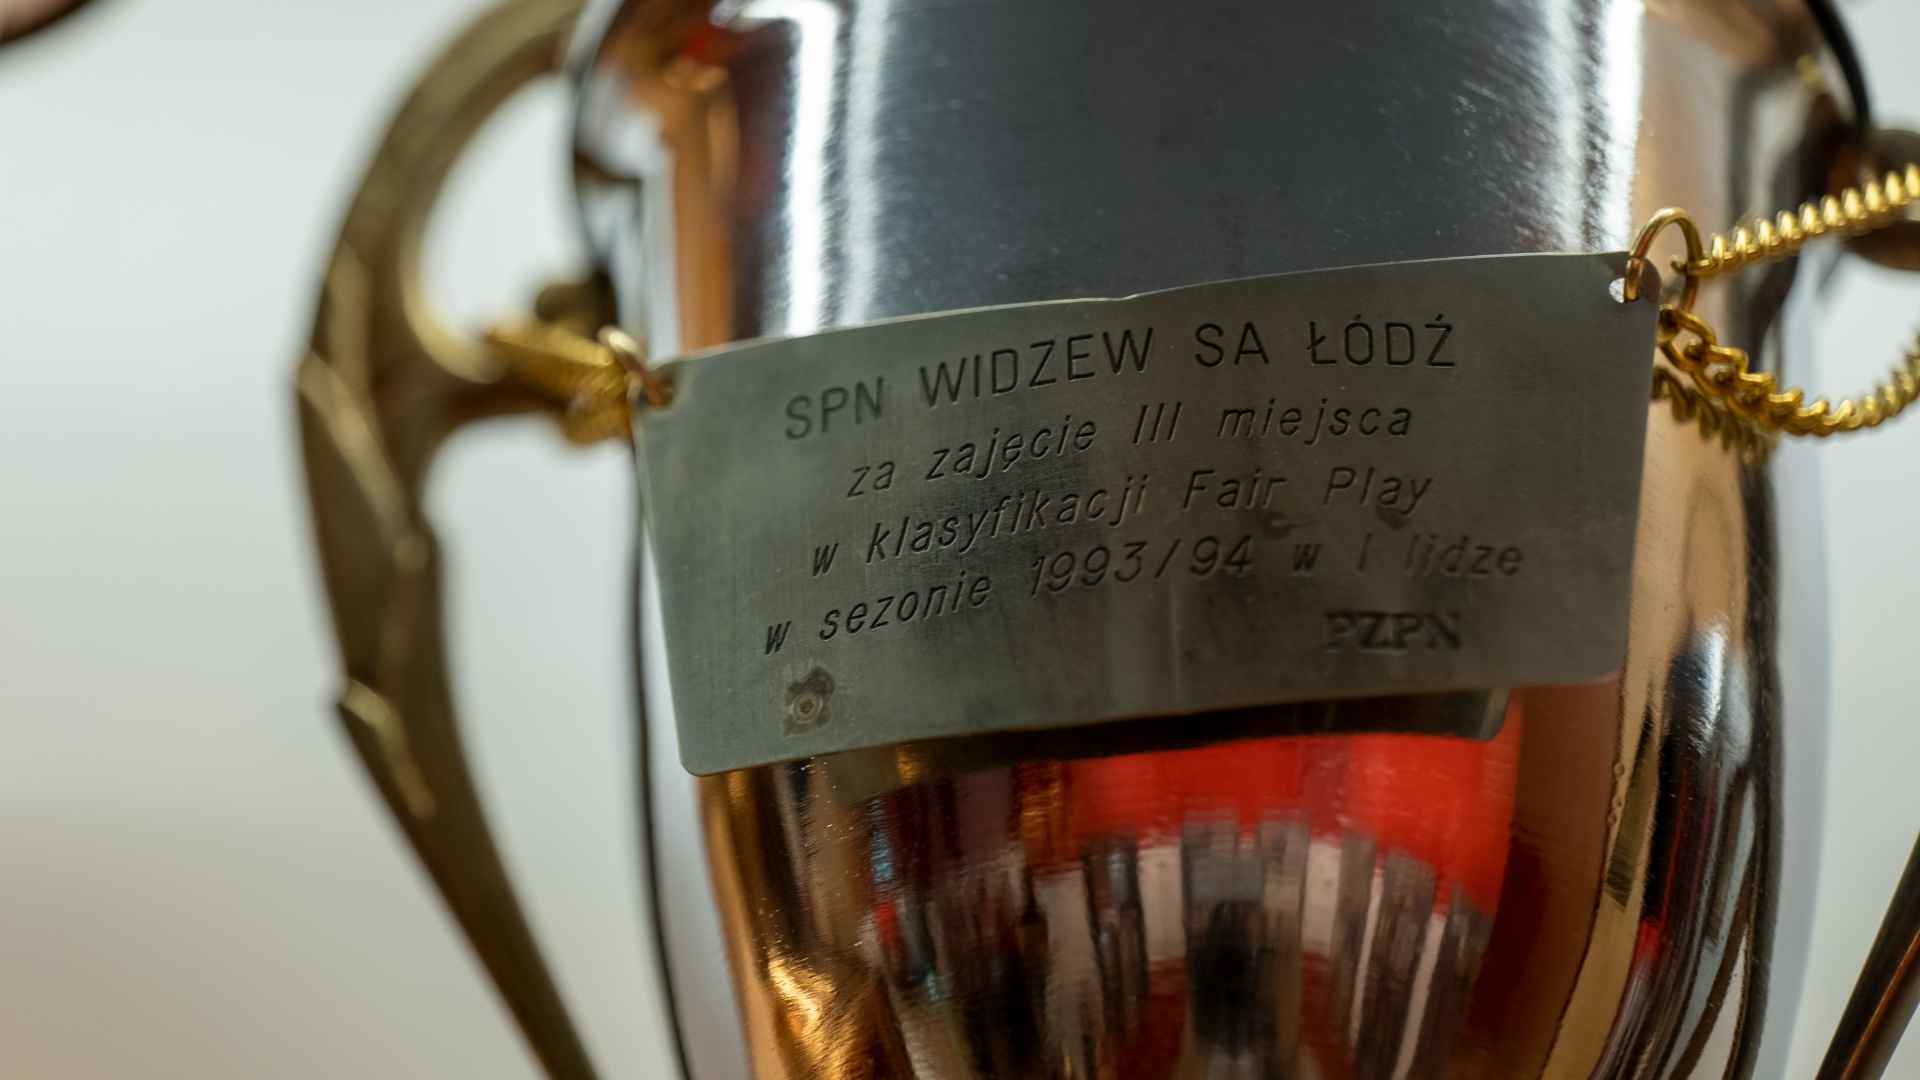 SPN WIDZEW SA ŁÓDŹ
za zajęcie III miejsca
w klasyfikacji Fair Play
w sezonie 1993/94 w I lidze
PZPN